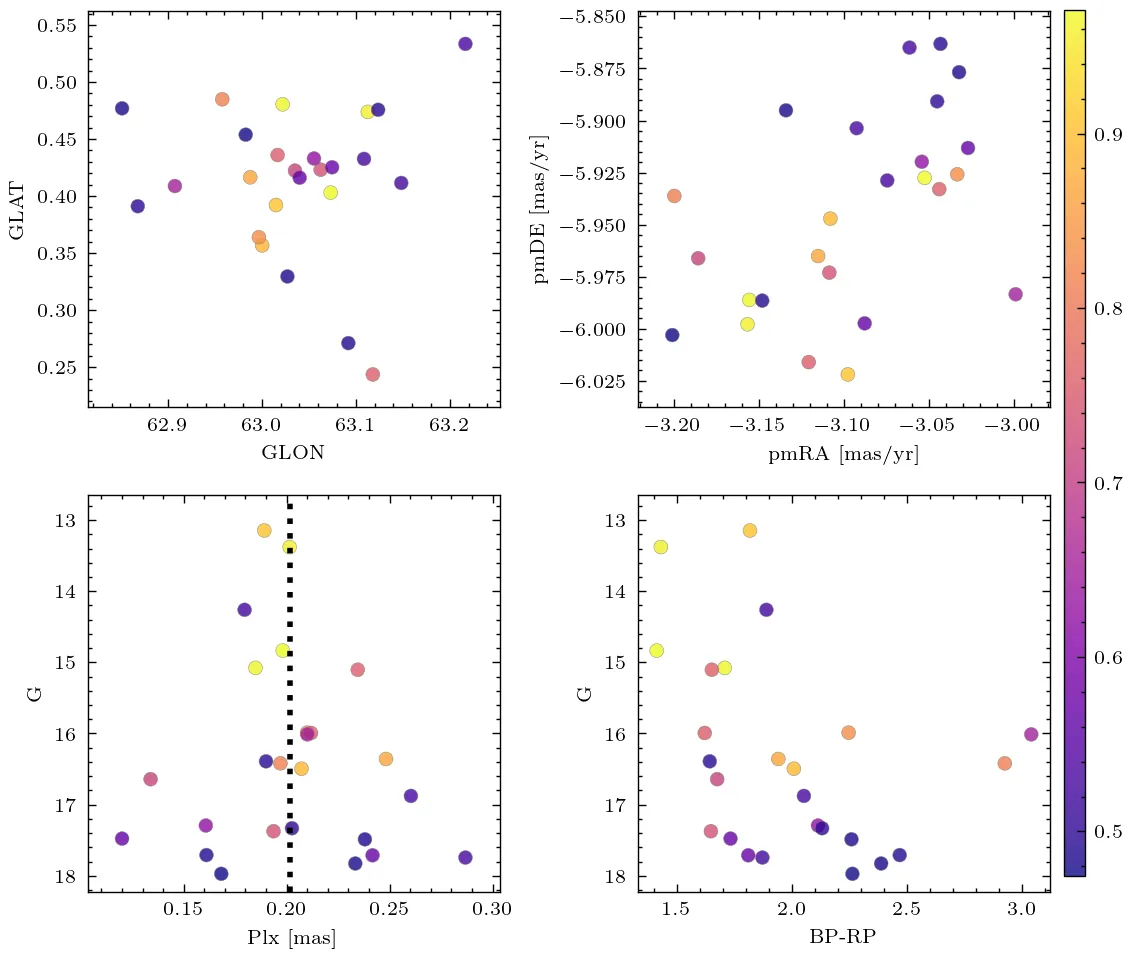 0.55
0.50
0.45
0.40
0.35
0.30
0.25
GLAT
62.9 63.0 63.1 63.2
GLON
−5.850
−5.875
−5.900
−5.925
−5.950
−5.975
−6.000
−6.025
pmDE [mas/yr]
−3.20 −3.15 −3.10 −3.05 −3.00
pmRA [mas/yr]
0.9
0.8
0.7
0.6
0.5
13
14
15
16
17
18
G
0.15 0.20 0.25 0.30
Plx [mas]
13
14
15
16
17
18
G
1.5 2.0 2.5 3.0
BP-RP